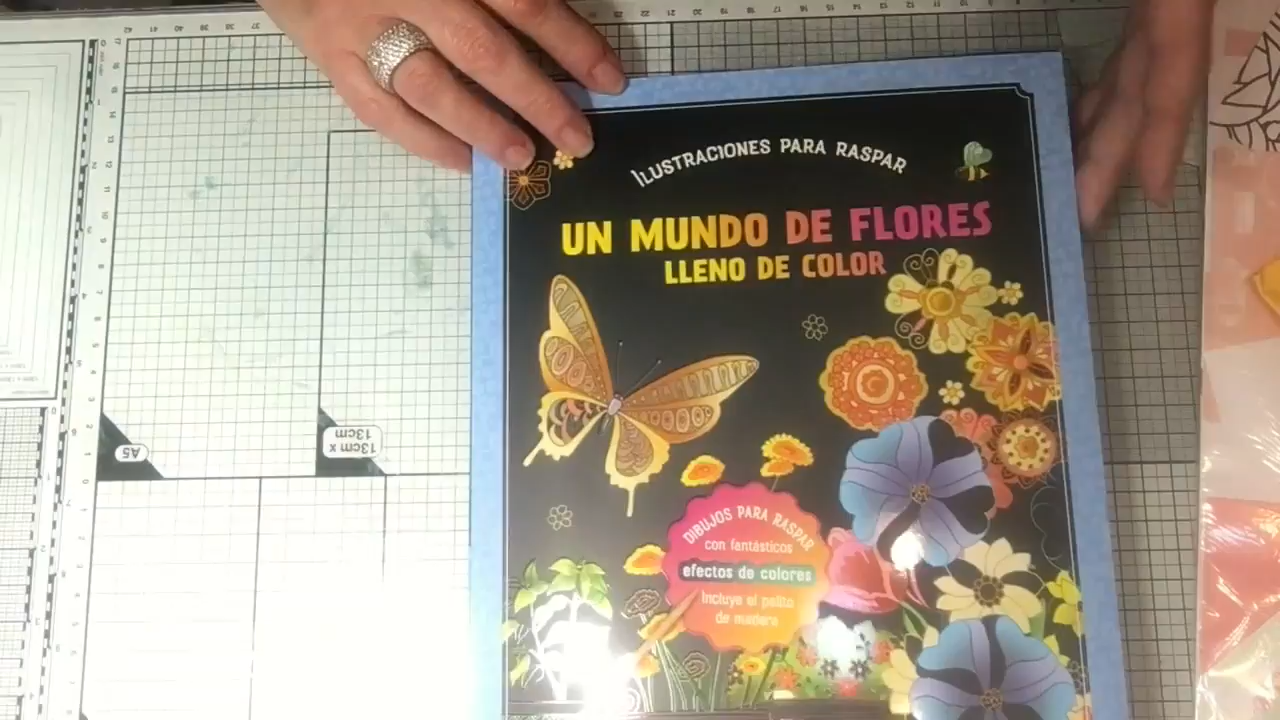 ILUSTRACIONES PARA RASPAR
UN MUNDO DE FLORES
LLENO DE COLOR
DIBUJOS PARA RASPAR
con fantásticos
efectos de colores
Incluye el palito
de madera
A5
13cm x
13cm